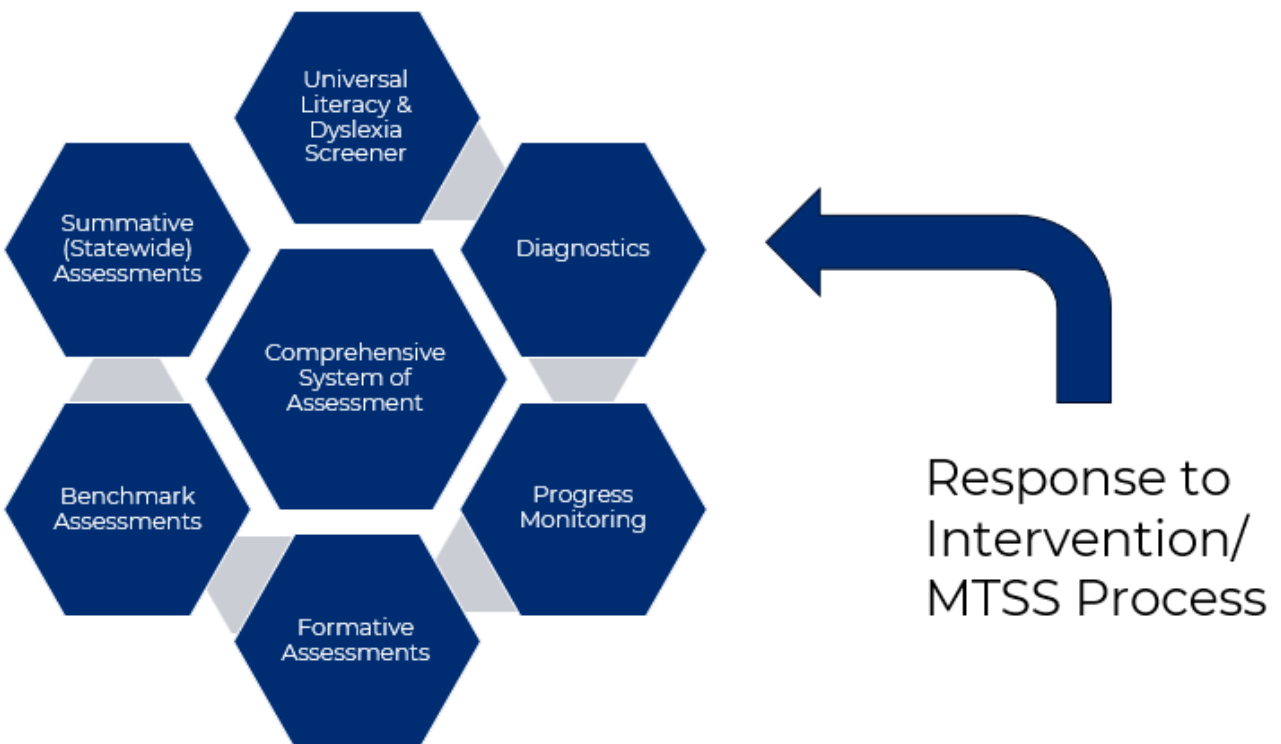 Universal
Literacy &
Dyslexia
Screener
Summative
(Statewide)
Assessments
Diagnostics
Comprehensive
System of
Assessment
Benchmark
Assessments
Progress
Monitoring
Formative
Assessments
Response to
Intervention/
MTSS Process